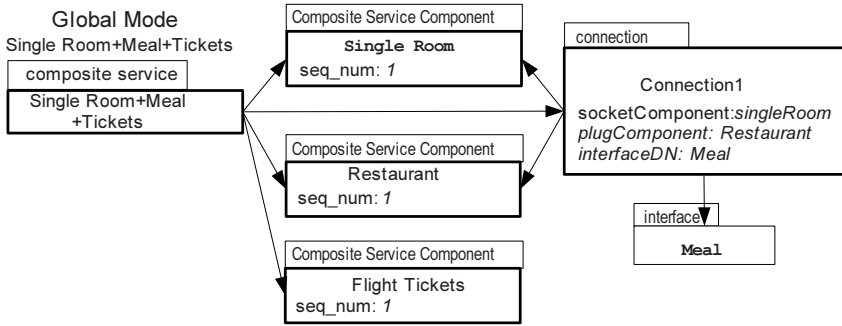 Global Mode
Single Room+Meal+Tickets
composite service
Single Room+Meal
+Tickets
Composite Service Component
Single Room
seq_num: 1
Composite Service Component
Restaurant
seq_num: 1
Composite Service Component
Flight Tickets
seq_num: 1
connection
Connection1
socketComponent:singleRoom
plugComponent: Restaurant
interfaceDN: Meal
interface
Meal